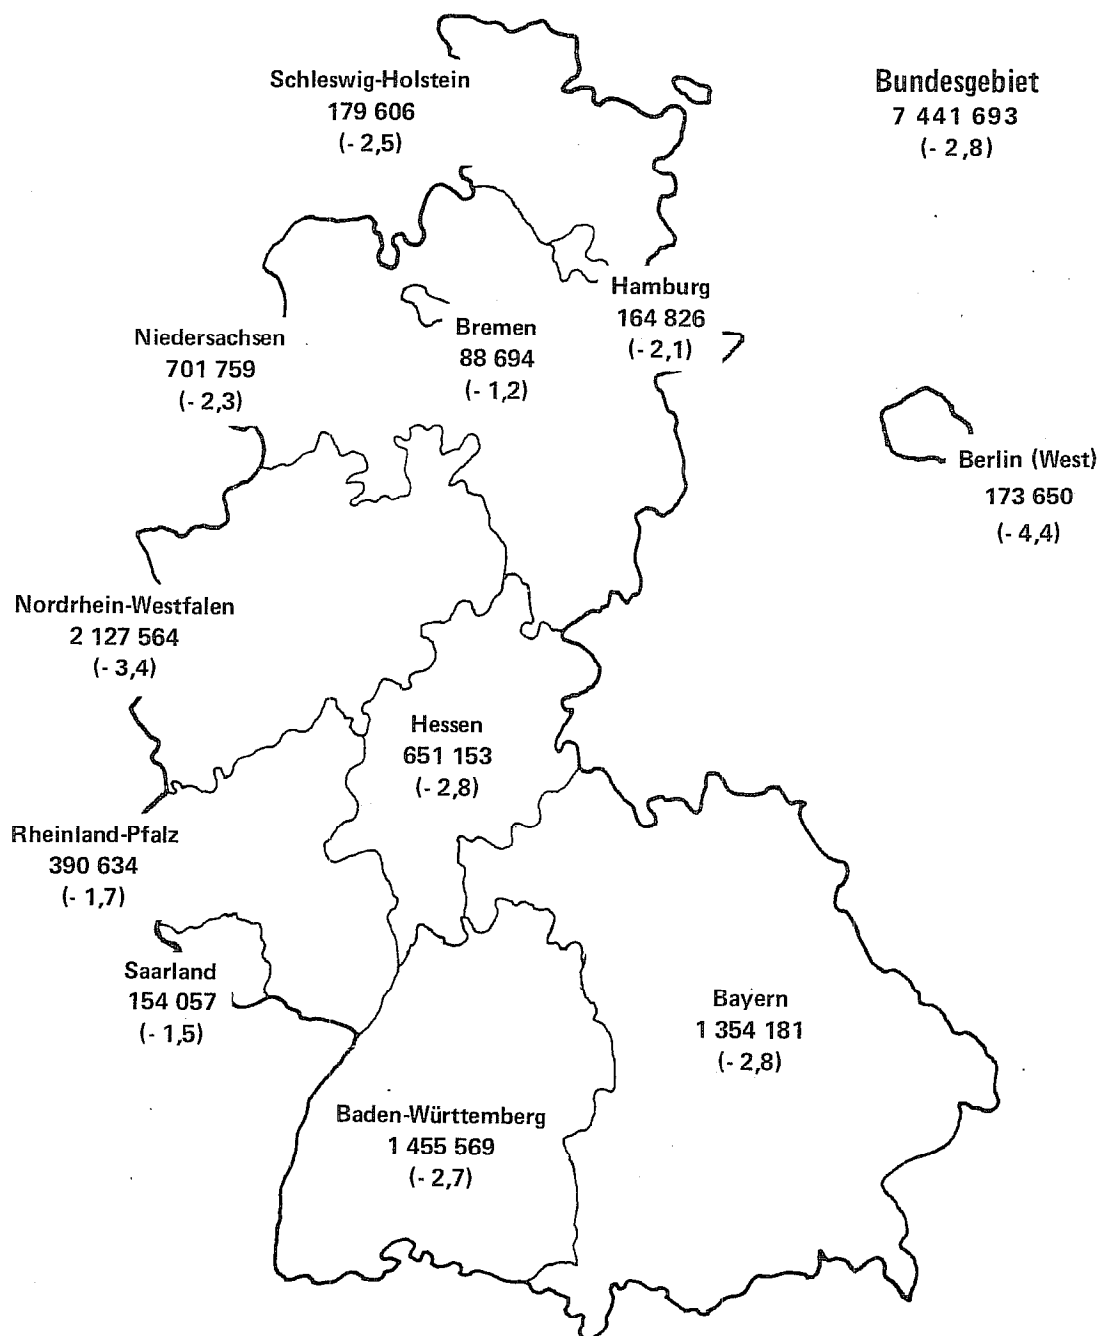 Schleswig-Holstein
179 606
(- 2,5)
Bundesgebiet
7 441 693
(- 2,8)
Hamburg
164 826
(- 2,1)
Niedersachsen
701 759
(- 2,3)
Bremen
88 694
(- 1,2)
Berlin (West)
173 650
(- 4,4)
Nordrhein-Westfalen
2 127 564
(- 3,4)
Hessen
651 153
(- 2,8)
Rheinland-Pfalz
390 634
(- 1,7)
Saarland
154 057
(- 1,5)
Bayern
1 354 181
(- 2,8)
Baden-Württemberg
1 455 569
(- 2,7)